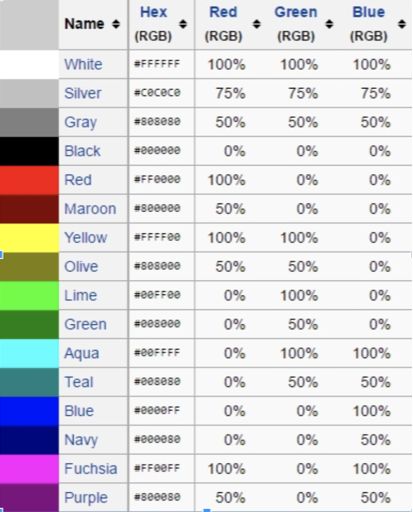 Name Hex (RGB) Red (RGB) Green (RGB) Blue (RGB)
White #FFFFFF 100% 100% 100%
Silver #C0C0C0 75% 75% 75%
Gray #808080 50% 50% 50%
Black #000000 0% 0% 0%
Red #FF0000 100% 0% 0%
Maroon #800000 50% 0% 0%
Yellow #FFFF00 100% 100% 0%
Olive #808000 50% 50% 0%
Lime #00FF00 0% 100% 0%
Green #008000 0% 50% 0%
Aqua #00FFFF 0% 100% 100%
Teal #008080 0% 50% 50%
Blue #0000FF 0% 0% 100%
Navy #000080 0% 0% 50%
Fuchsia #FF00FF 100% 0% 100%
Purple #800080 50% 0% 50%